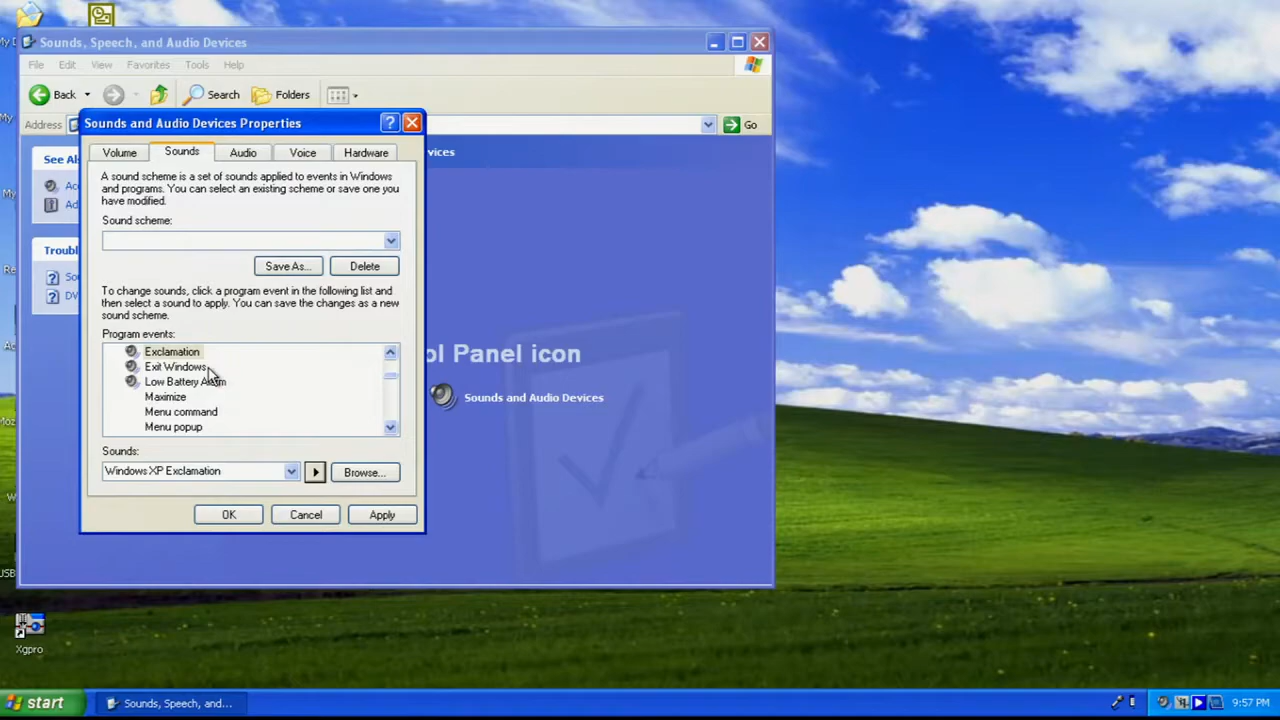 Sounds, Speech, and Audio Devices
File Edit View Favorites Tools Help
Back Search Folders
Address Go
Sounds and Audio Devices Properties
Volume Sounds Audio Voice Hardware
vices
See Al
A sound scheme is a set of sounds applied to events in Windows
and programs. You can select an existing scheme or save one you
have modified.
Ac
Ad
Sound scheme:
Troubl
Save As... Delete
So
DV
To change sounds, click a program event in the following list and
then select a sound to apply. You can save the changes as a new
sound scheme.
Program events:
Exclamation
Exit Windows
Low Battery Alarm
Maximize
Menu command
Menu popup
ol Panel icon
Sounds and Audio Devices
Sounds:
Windows XP Exclamation Browse...
OK Cancel Apply
Xgpro
start Sounds, Speech, and... 9:57 PM